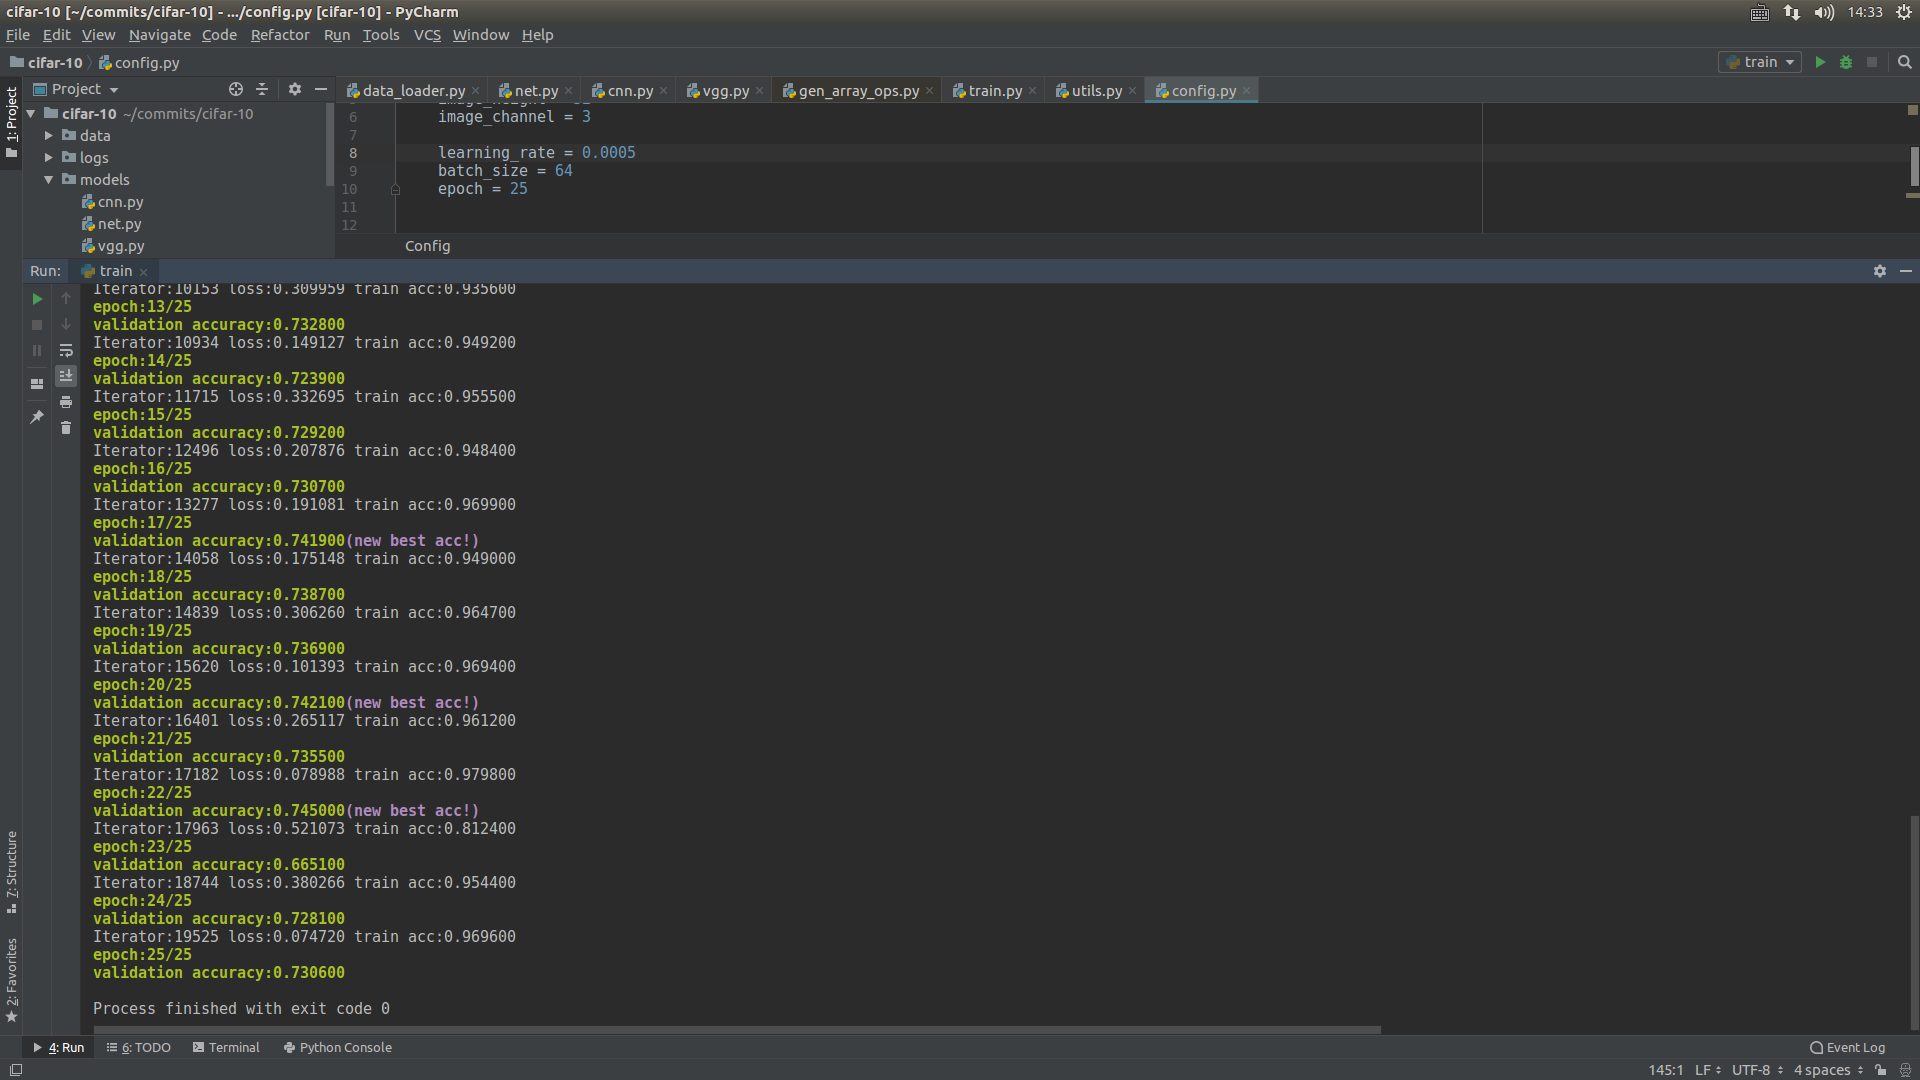 cifar-10 [~/commits/cifar-10] - .../config.py [cifar-10] - PyCharm
14:33
File Edit View Navigate Code Refactor Run Tools VCS Window Help
cifar-10 config.py
train
1: Project
Project
data_loader.py net.py cnn.py vgg.py gen_array_ops.py train.py utils.py config.py
cifar-10 ~/commits/cifar-10
data
logs
models
cnn.py
net.py
vgg.py
6 image_channel = 3
7
8 learning_rate = 0.0005
9 batch_size = 64
10 epoch = 25
11
12
Config
Run: train
Iterator:10153 loss:0.309959 train acc:0.935600
epoch:13/25
validation accuracy:0.732800
Iterator:10934 loss:0.149127 train acc:0.949200
epoch:14/25
validation accuracy:0.723900
Iterator:11715 loss:0.332695 train acc:0.955500
epoch:15/25
validation accuracy:0.729200
Iterator:12496 loss:0.207876 train acc:0.948400
epoch:16/25
validation accuracy:0.730700
Iterator:13277 loss:0.191081 train acc:0.969900
epoch:17/25
validation accuracy:0.741900(new best acc!)
Iterator:14058 loss:0.175148 train acc:0.949000
epoch:18/25
validation accuracy:0.738700
Iterator:14839 loss:0.306260 train acc:0.964700
epoch:19/25
validation accuracy:0.736900
Iterator:15620 loss:0.101393 train acc:0.969400
epoch:20/25
validation accuracy:0.742100(new best acc!)
Iterator:16401 loss:0.265117 train acc:0.961200
epoch:21/25
validation accuracy:0.735500
Iterator:17182 loss:0.078988 train acc:0.979800
epoch:22/25
validation accuracy:0.745000(new best acc!)
Iterator:17963 loss:0.521073 train acc:0.812400
epoch:23/25
validation accuracy:0.665100
Iterator:18744 loss:0.380266 train acc:0.954400
epoch:24/25
validation accuracy:0.728100
Iterator:19525 loss:0.074720 train acc:0.969600
epoch:25/25
validation accuracy:0.730600
Process finished with exit code 0
7: Structure
2: Favorites
4: Run 6: TODO Terminal Python Console Event Log
145:1 LF UTF-8 4 spaces